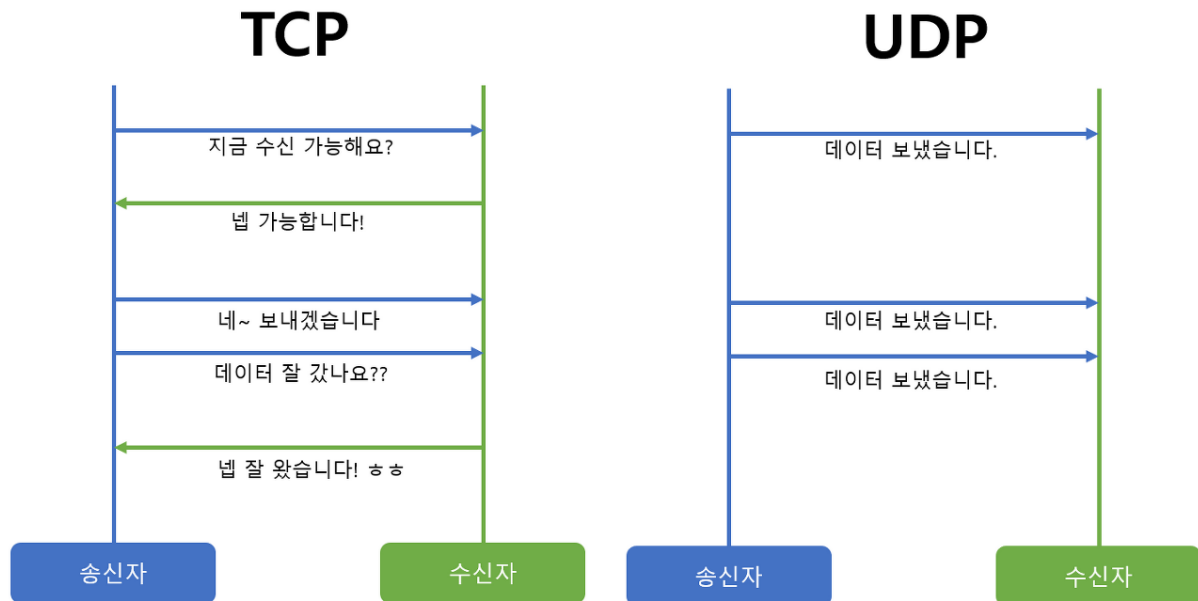 TCP
지금 수신 가능해요?
넵 가능합니다!
네~ 보내겠습니다
데이터 잘 갔나요??
넵 잘 왔습니다! ㅎㅎ
송신자
수신자
UDP
데이터 보냈습니다.
데이터 보냈습니다.
데이터 보냈습니다.
송신자
수신자